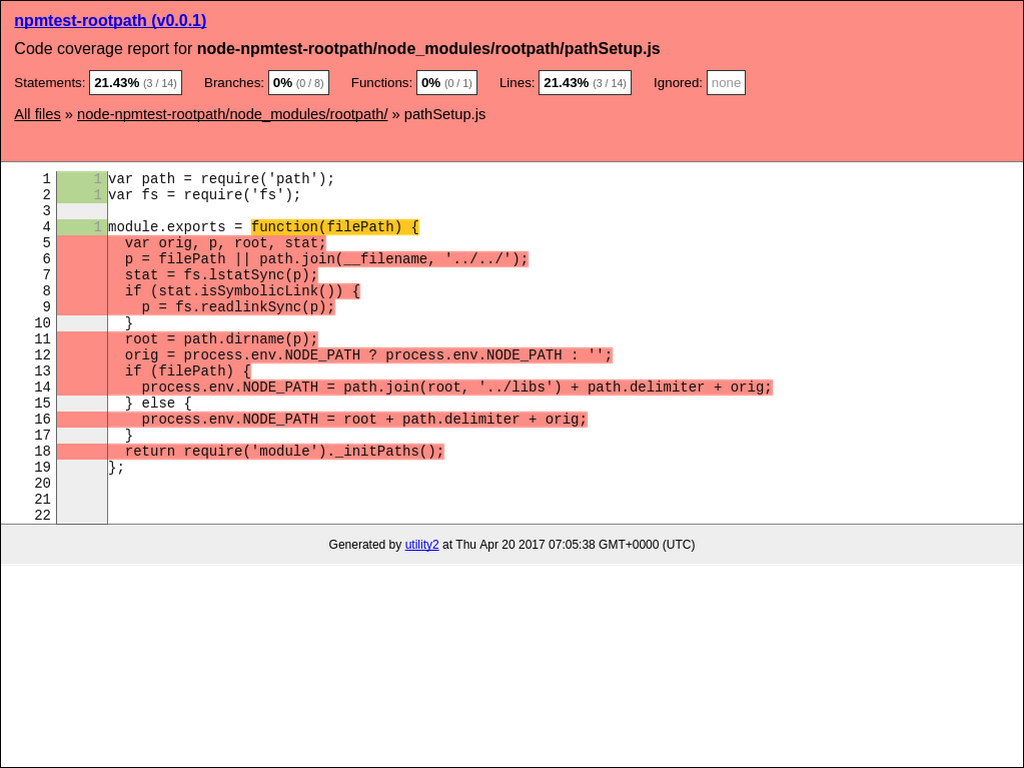 npmtest-rootpath (v0.0.1)
Code coverage report for node-npmtest-rootpath/node_modules/rootpath/pathSetup.js
Statements: 21.43% (3 / 14) Branches: 0% (0 / 8) Functions: 0% (0 / 1) Lines: 21.43% (3 / 14) Ignored: none
All files » node-npmtest-rootpath/node_modules/rootpath/ » pathSetup.js
1 1 var path = require('path');
2 1 var fs = require('fs');
3
4 1 module.exports = function(filePath) {
5   var orig, p, root, stat;
6   p = filePath || path.join(__filename, '../../');
7   stat = fs.lstatSync(p);
8   if (stat.isSymbolicLink()) {
9     p = fs.readlinkSync(p);
10   }
11   root = path.dirname(p);
12   orig = process.env.NODE_PATH ? process.env.NODE_PATH : '';
13   if (filePath) {
14     process.env.NODE_PATH = path.join(root, '../libs') + path.delimiter + orig;
15   } else {
16     process.env.NODE_PATH = root + path.delimiter + orig;
17   }
18   return require('module')._initPaths();
19 };
20
21
22
Generated by utility2 at Thu Apr 20 2017 07:05:38 GMT+0000 (UTC)